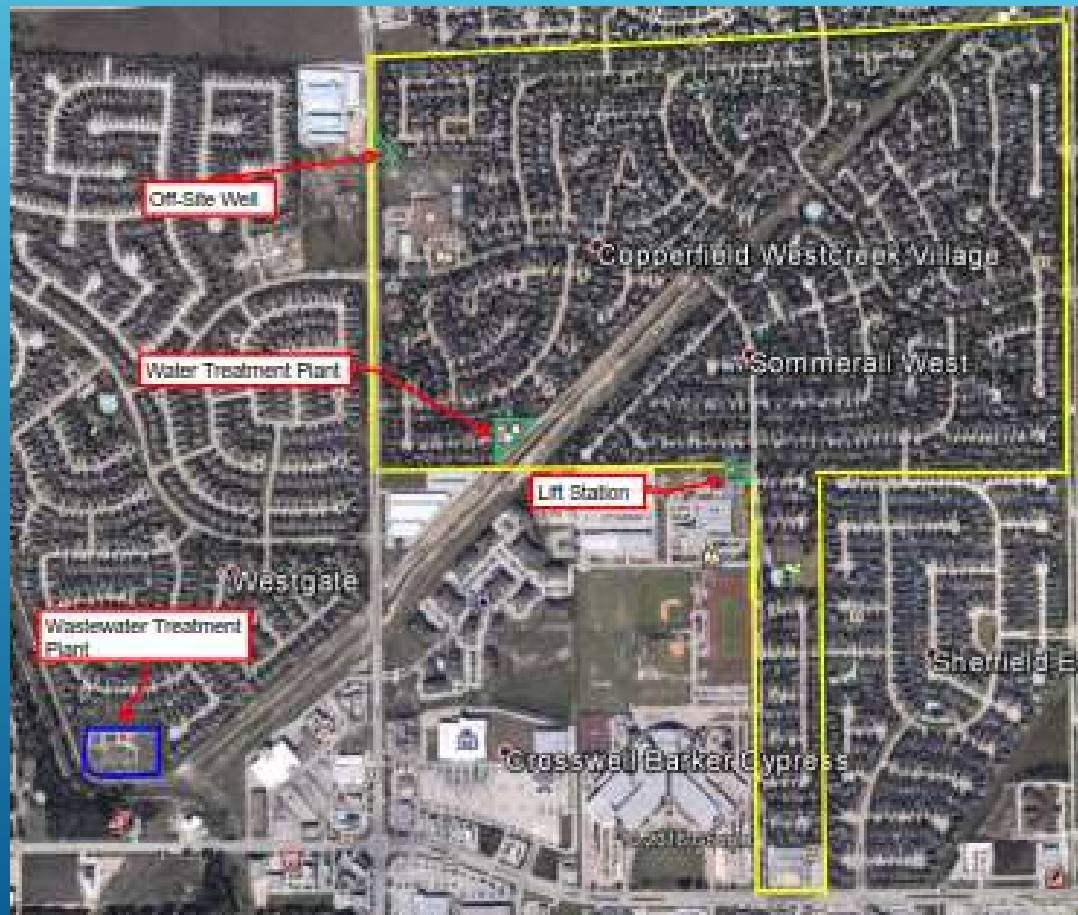 Off-Site Well
Copperfield Westcreek Village
Water Treatment Plant
Sommerall West
Lift Station
Westgate
Wastewater Treatment
Plant
Sheffield E
Crosswell Barker Cypress